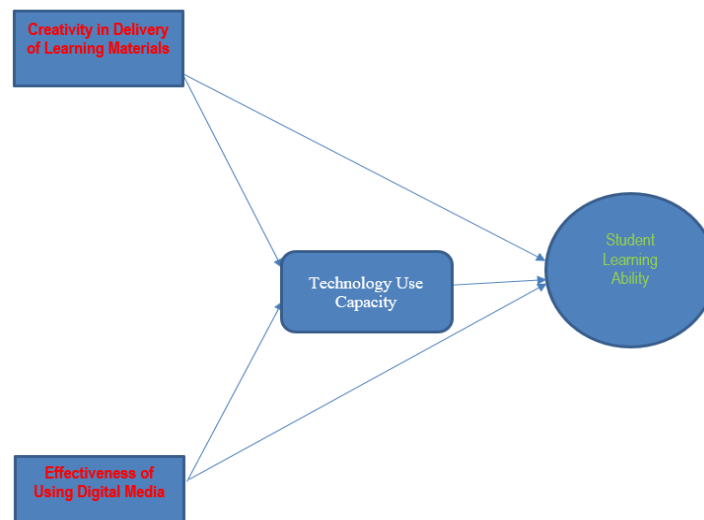 Creativity in Delivery
of Learning Materials
Technology Use
Capacity
Student
Learning
Ability
Effectiveness of
Using Digital Media